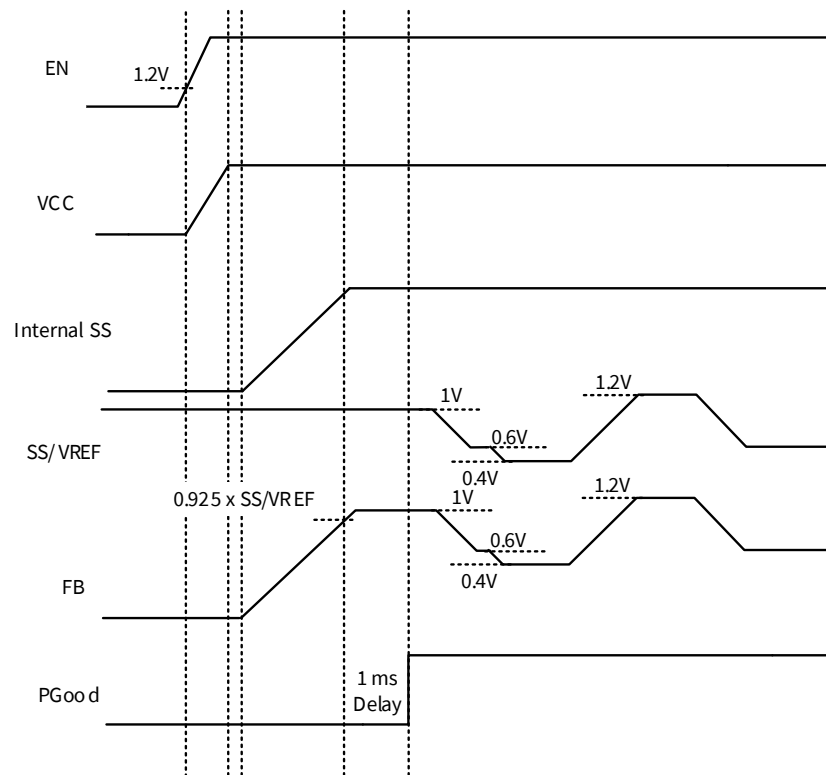 EN
1.2V
VCC
Internal SS
1V
1.2V
0.6V
SS/VREF
0.4V
0.925 x SS/VREF
1V
1.2V
0.6V
0.4V
FB
1 ms
Delay
PGood